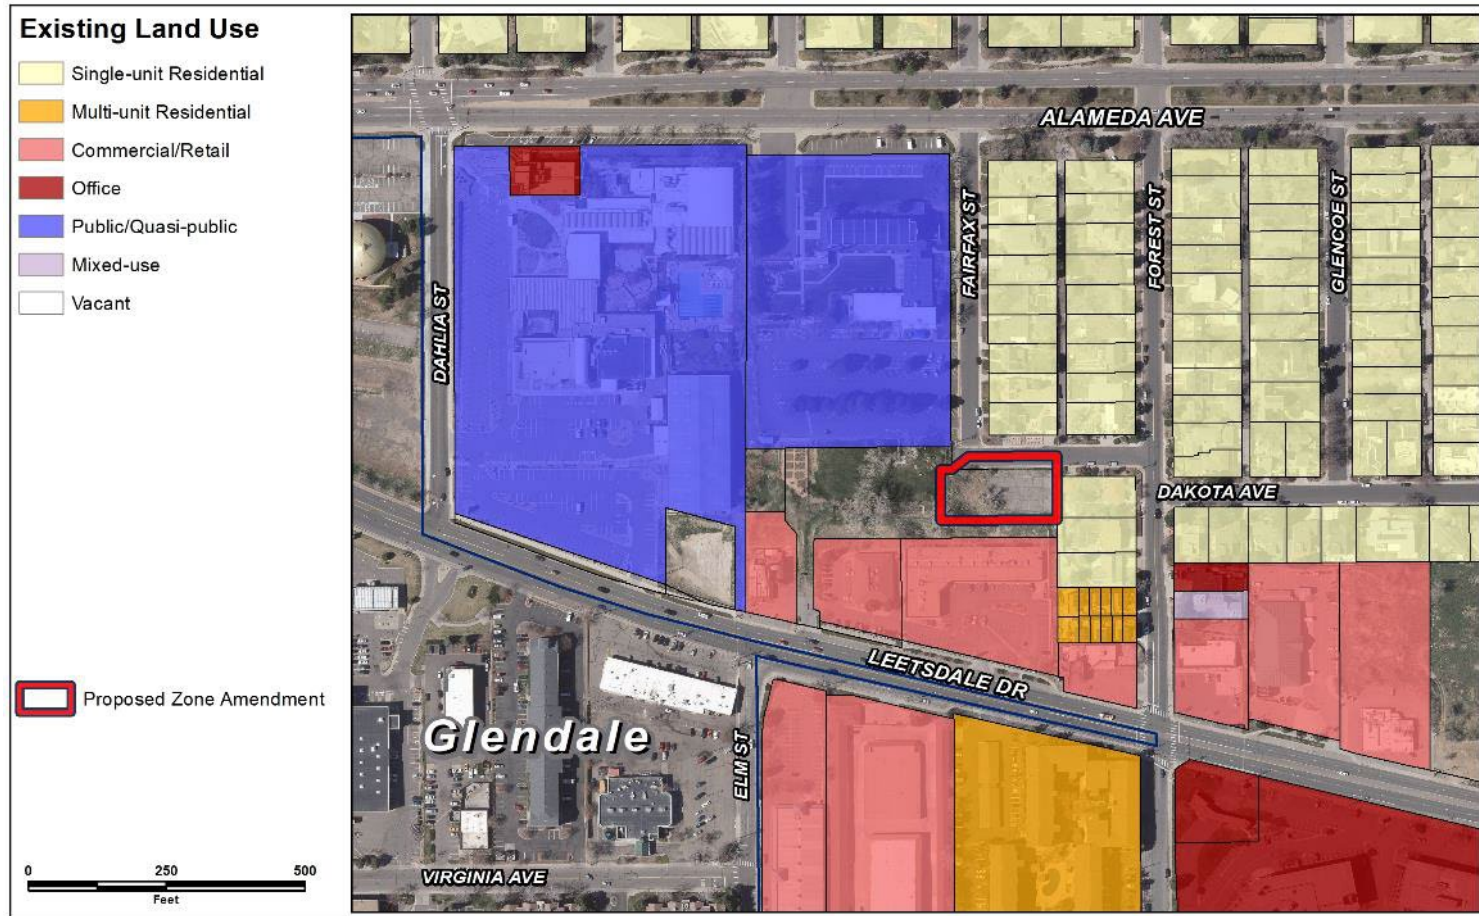 Existing Land Use
Single-unit Residential
Multi-unit Residential
Commercial/Retail
Office
Public/Quasi-public
Mixed-use
Vacant
Proposed Zone Amendment
0 250 500
Feet
ALAMEDA AVE
DAHLIA ST
FAIRFAX ST
FOREST ST
GLENCOE ST
DAKOTA AVE
LEETSDALE DR
Glendale
ELM ST
VIRGINIA AVE